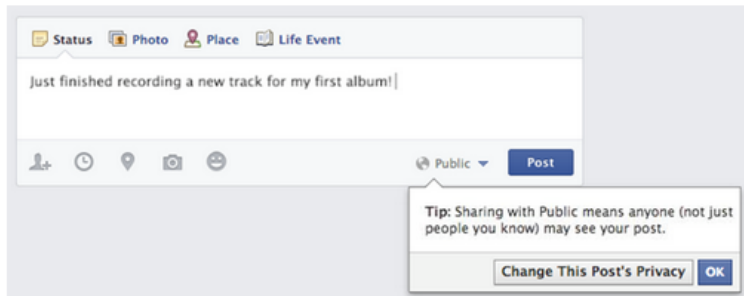 Status Photo Place Life Event
Just finished recording a new track for my first album!
Public Post
Tip: Sharing with Public means anyone (not just
people you know) may see your post.
Change This Post's Privacy OK